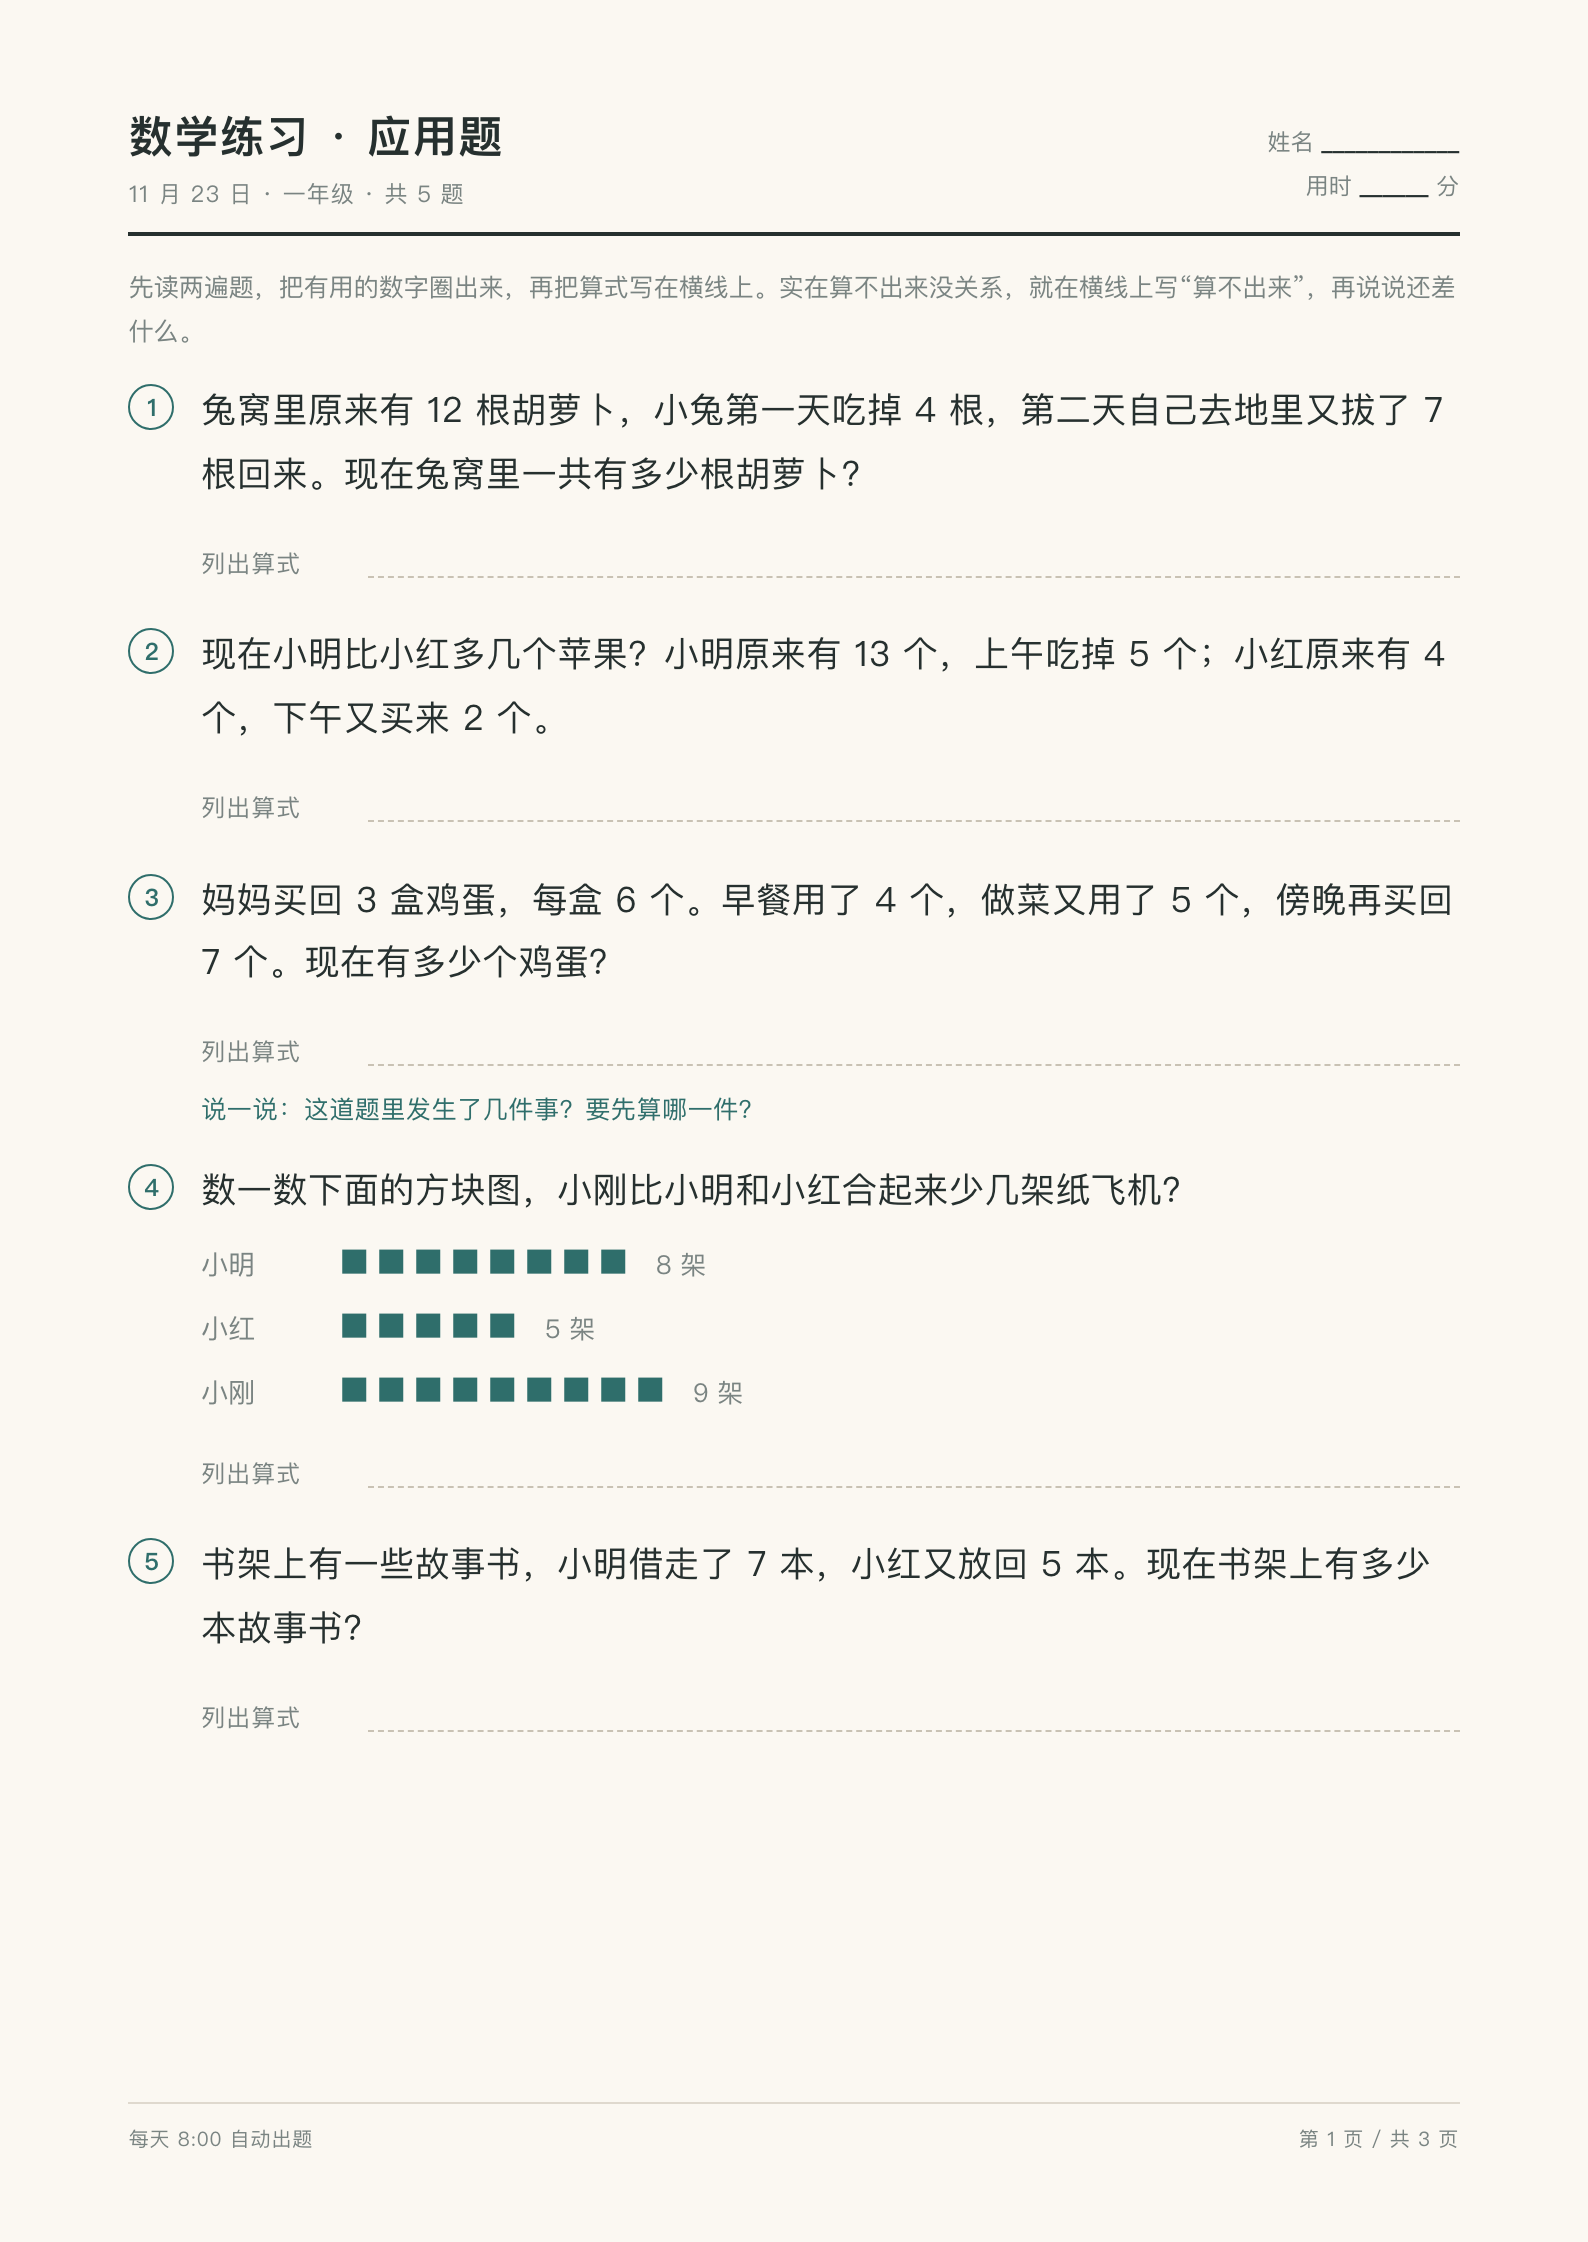 数学练习 · 应用题
11 月 23 日 · 一年级 · 共 5 题
姓名 ____________
用时 ______ 分
先读两遍题，把有用的数字圈出来，再把算式写在横线上。实在算不出来没关系，就在横线上写“算不出来”，再说说还差
什么。
1 兔窝里原来有 12 根胡萝卜，小兔第一天吃掉 4 根，第二天自己去地里又拔了 7
根回来。现在兔窝里一共有多少根胡萝卜？
列出算式
2 现在小明比小红多几个苹果？小明原来有 13 个，上午吃掉 5 个；小红原来有 4
个，下午又买来 2 个。
列出算式
3 妈妈买回 3 盒鸡蛋，每盒 6 个。早餐用了 4 个，做菜又用了 5 个，傍晚再买回
7 个。现在有多少个鸡蛋？
列出算式
说一说：这道题里发生了几件事？要先算哪一件？
4 数一数下面的方块图，小刚比小明和小红合起来少几架纸飞机？
小明 8 架
小红 5 架
小刚 9 架
列出算式
5 书架上有一些故事书，小明借走了 7 本，小红又放回 5 本。现在书架上有多少
本故事书？
列出算式
每天 8:00 自动出题
第 1 页 / 共 3 页